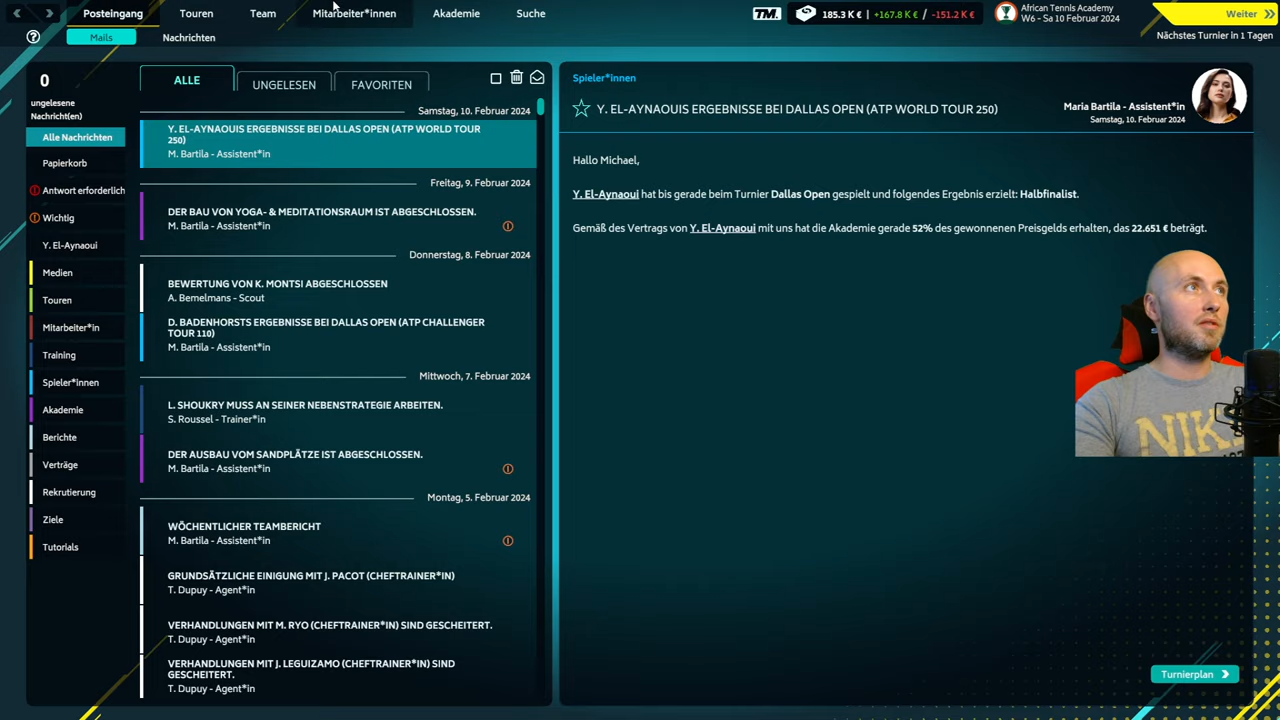 Posteingang
Touren
Team
Mitarbeiter*innen
Akademie
Suche
TM.
185.3 K € | +167.8 K € / -151.2 K €
African Tennis Academy
W6 - Sa 10 Februar 2024
Weiter
Nächstes Turnier in 1 Tagen
Mails
Nachrichten
0
ungelesene
Nachricht(en)
Alle Nachrichten
Papierkorb
Antwort erforderlich
Wichtig
Y. El-Aynaoui
Medien
Touren
Mitarbeiter*in
Training
Spieler*innen
Akademie
Berichte
Verträge
Rekrutierung
Ziele
Tutorials
ALLE
UNGELESEN
FAVORITEN
Samstag, 10. Februar 2024
Y. EL-AYNAOUIS ERGEBNISSE BEI DALLAS OPEN (ATP WORLD TOUR
250)
M. Bartila - Assistent*in
Freitag, 9. Februar 2024
DER BAU VON YOGA- & MEDITATIONSRAUM IST ABGESCHLOSSEN.
M. Bartila - Assistent*in
Donnerstag, 8. Februar 2024
BEWERTUNG VON K. MONTSI ABGESCHLOSSEN
A. Bemelmans - Scout
D. BADENHORSTS ERGEBNISSE BEI DALLAS OPEN (ATP CHALLENGER
TOUR 110)
M. Bartila - Assistent*in
Mittwoch, 7. Februar 2024
L. SHOUKRY MUSS AN SEINER NEBENSTRATEGIE ARBEITEN.
S. Roussel - Trainer*in
DER AUSBAU VOM SANDPLÄTZE IST ABGESCHLOSSEN.
M. Bartila - Assistent*in
Montag, 5. Februar 2024
WÖCHENTLICHER TEAMBERICHT
M. Bartila - Assistent*in
GRUNDSÄTZLICHE EINIGUNG MIT J. PACOT (CHEFTRAINER*IN)
T. Dupuy - Agent*in
VERHANDLUNGEN MIT M. RYO (CHEFTRAINER*IN) SIND GESCHEITERT.
T. Dupuy - Agent*in
VERHANDLUNGEN MIT J. LEGUIZAMO (CHEFTRAINER*IN) SIND
GESCHEITERT.
T. Dupuy - Agent*in
Spieler*innen
Y. EL-AYNAOUIS ERGEBNISSE BEI DALLAS OPEN (ATP WORLD TOUR 250)
Maria Bartila - Assistent*in
Samstag, 10. Februar 2024
Hallo Michael,
Y. El-Aynaoui hat bis gerade beim Turnier Dallas Open gespielt und folgendes Ergebnis erzielt: Halbfinalist.
Gemäß des Vertrags von Y. El-Aynaoui mit uns hat die Akademie gerade 52% des gewonnenen Preisgelds erhalten, das 22.651 € beträgt.
NIKE
Turnierplan